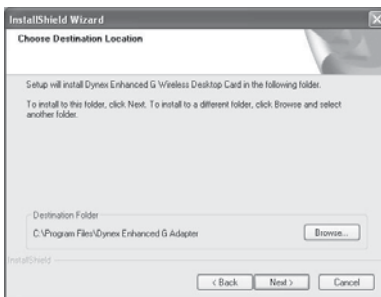 InstallShield Wizard
Choose Destination Location
Setup will install Dynex Enhanced G Wireless Desktop Card in the following folder.
To install to this folder, click Next. To install to a different folder, click Browse and select
another folder.
Destination Folder
C:\Program Files\Dynex Enhanced G Adapter
Browse...
InstallShield
< Back
Next >
Cancel